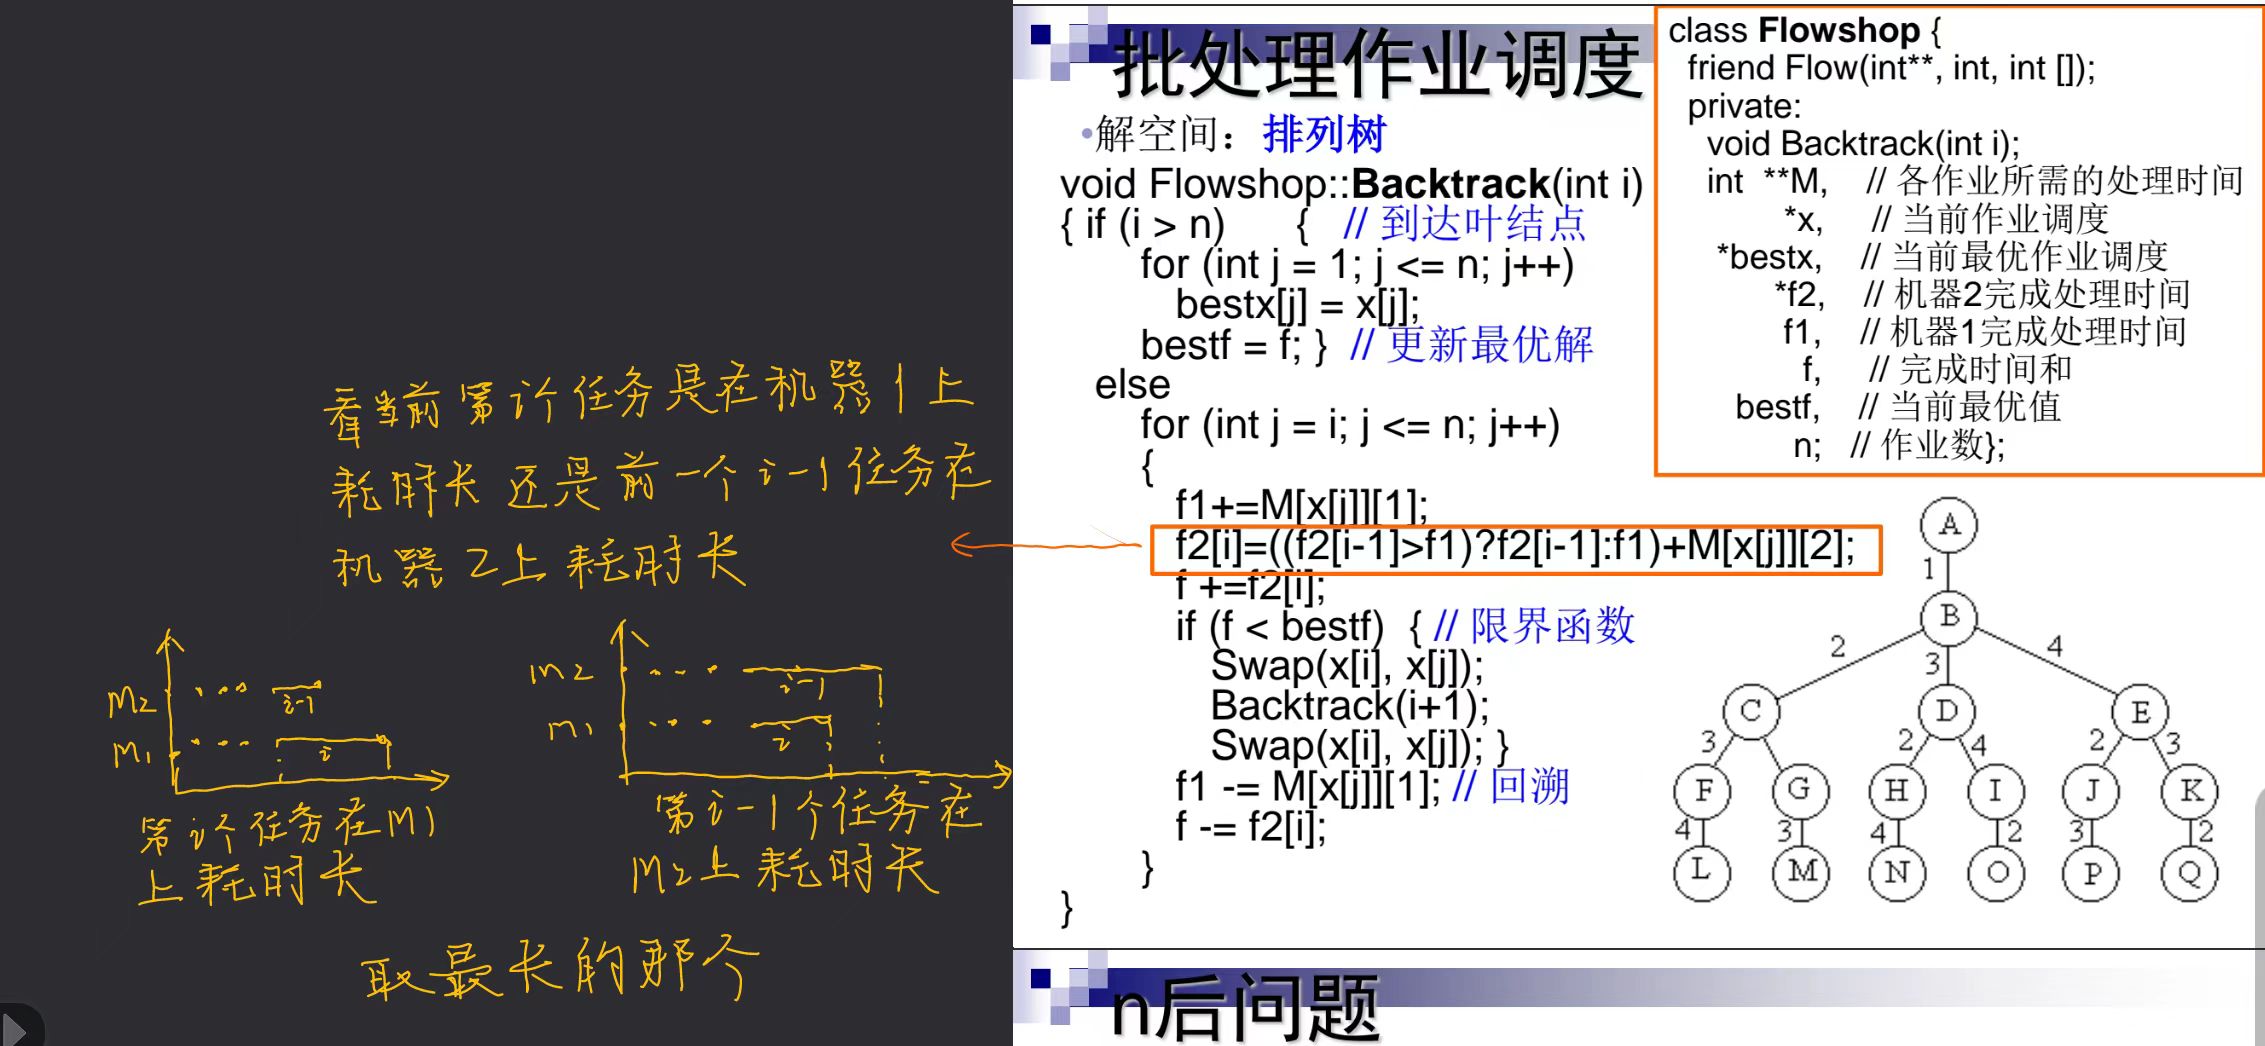 看当前第i个任务是在机器1上
耗时长还是前一个i-1任务在
机器2上耗时长
M2
i-1
M1
i
第i个任务在M1
上耗时长
m2
i-1
m1
i
第i-1个任务在
M2上耗时长
取最长的那个
批处理作业调度
•解空间：排列树
void Flowshop::Backtrack(int i)
{ if (i > n) { // 到达叶结点
for (int j = 1; j <= n; j++)
bestx[j] = x[j];
bestf = f; } // 更新最优解
else
for (int j = i; j <= n; j++)
{
f1+=M[x[j]][1];
f2[i]=((f2[i-1]>f1)?f2[i-1]:f1)+M[x[j]][2];
f +=f2[i];
if (f < bestf) { // 限界函数
Swap(x[i], x[j]);
Backtrack(i+1);
Swap(x[i], x[j]); }
f1 -= M[x[j]][1]; // 回溯
f -= f2[i];
}
}
class Flowshop {
friend Flow(int**, int, int []);
private:
void Backtrack(int i);
int **M, // 各作业所需的处理时间
*x, // 当前作业调度
*bestx, // 当前最优作业调度
*f2, // 机器2完成处理时间
f1, // 机器1完成处理时间
f, // 完成时间和
bestf, // 当前最优值
n; // 作业数};
A
1
B
2 3 4
C D E
3 2 4 2 3
F G H I J K
4 3 4 2 3 2
L M N O P Q
n后问题